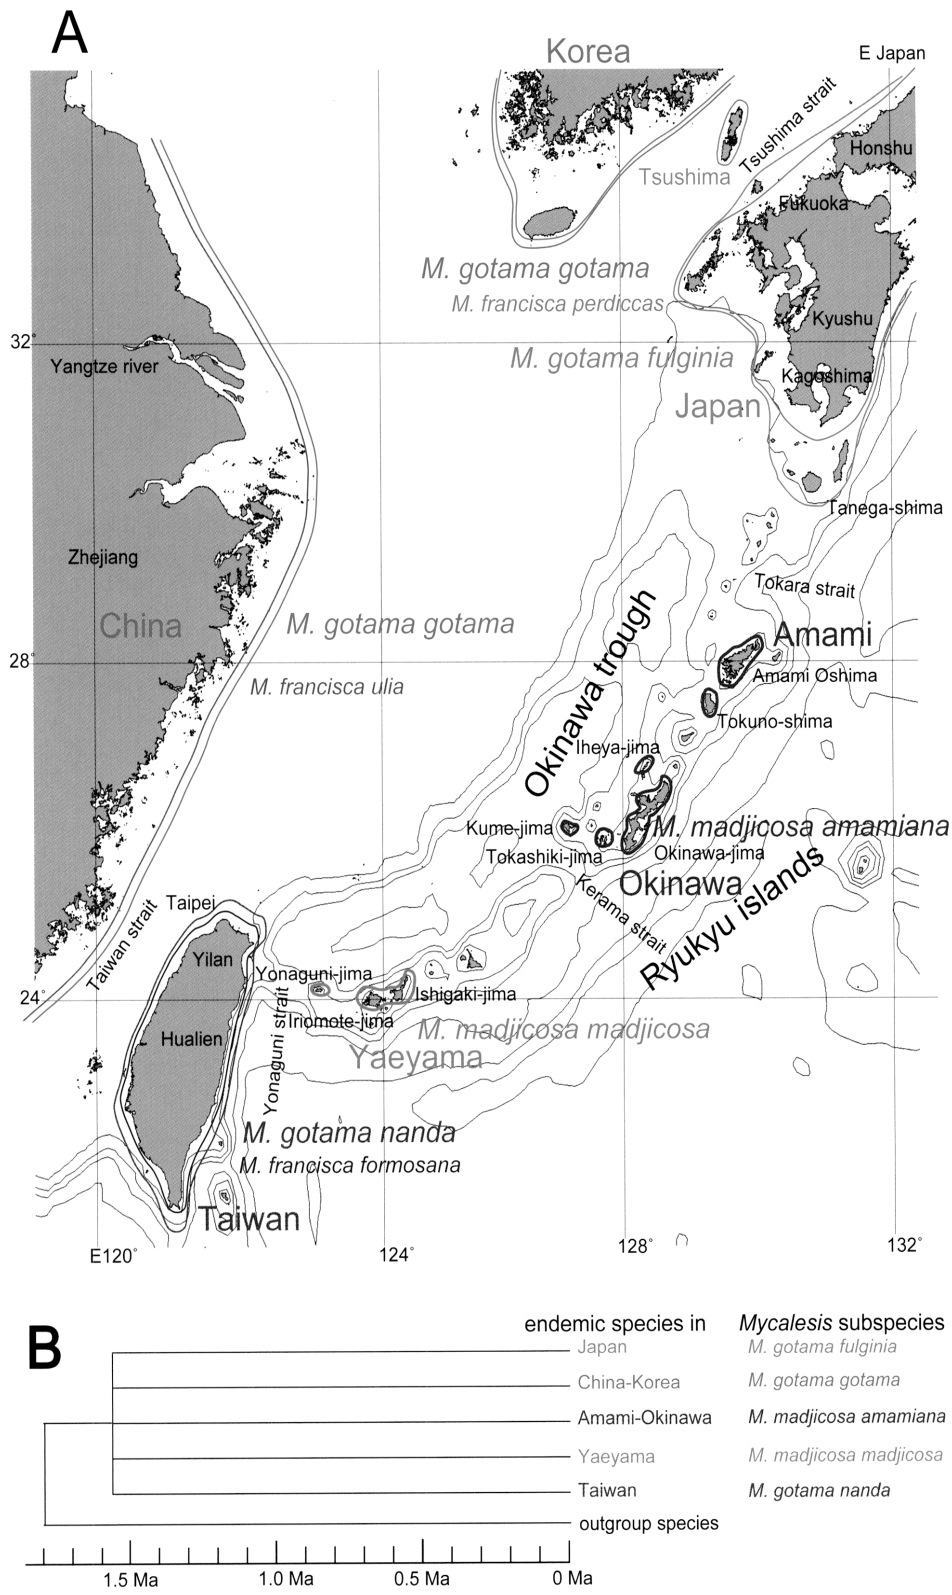 A
Korea
E Japan
Tsushima strait
Honshu
Tsushima
Fukuoka
M. gotama gotama
M. francisca perdiccas
Kyushu
32°
M. gotama fulginia
Yangtze river
Kagoshima
Japan
Tanega-shima
Zhejiang
Tokara strait
China
M. gotama gotama
Okinawa trough
Amami
28°
Amami Oshima
M. francisca ulia
Tokuno-shima
Iheya-jima
Kume-jima
M. madjicosa amamiana
Tokashiki-jima
Okinawa-jima
Okinawa
Kerama strait
Ryukyu islands
Taipei
Taiwan strait
Yilan
Yonaguni-jima
24°
Ishigaki-jima
Iriomote-jima
M. madjicosa madjicosa
Hualien
Yaeyama
Yonaguni strait
M. gotama nanda
M. francisca formosana
Taiwan
E120° 124° 128° 132°
B
endemic species in Mycalesis subspecies
Japan M. gotama fulginia
China-Korea M. gotama gotama
Amami-Okinawa M. madjicosa amamiana
Yaeyama M. madjicosa madjicosa
Taiwan M. gotama nanda
outgroup species
1.5 Ma 1.0 Ma 0.5 Ma 0 Ma